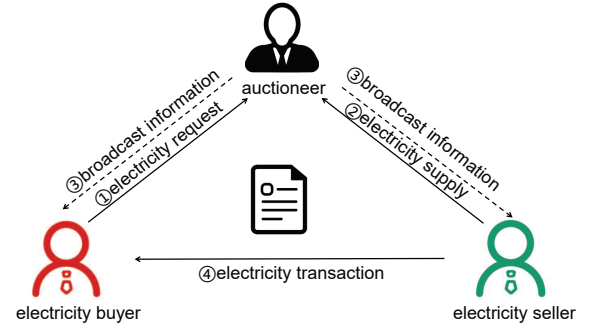 auctioneer
③broadcast information
①electricity request
③broadcast information
②electricity supply
④electricity transaction
electricity buyer
electricity seller